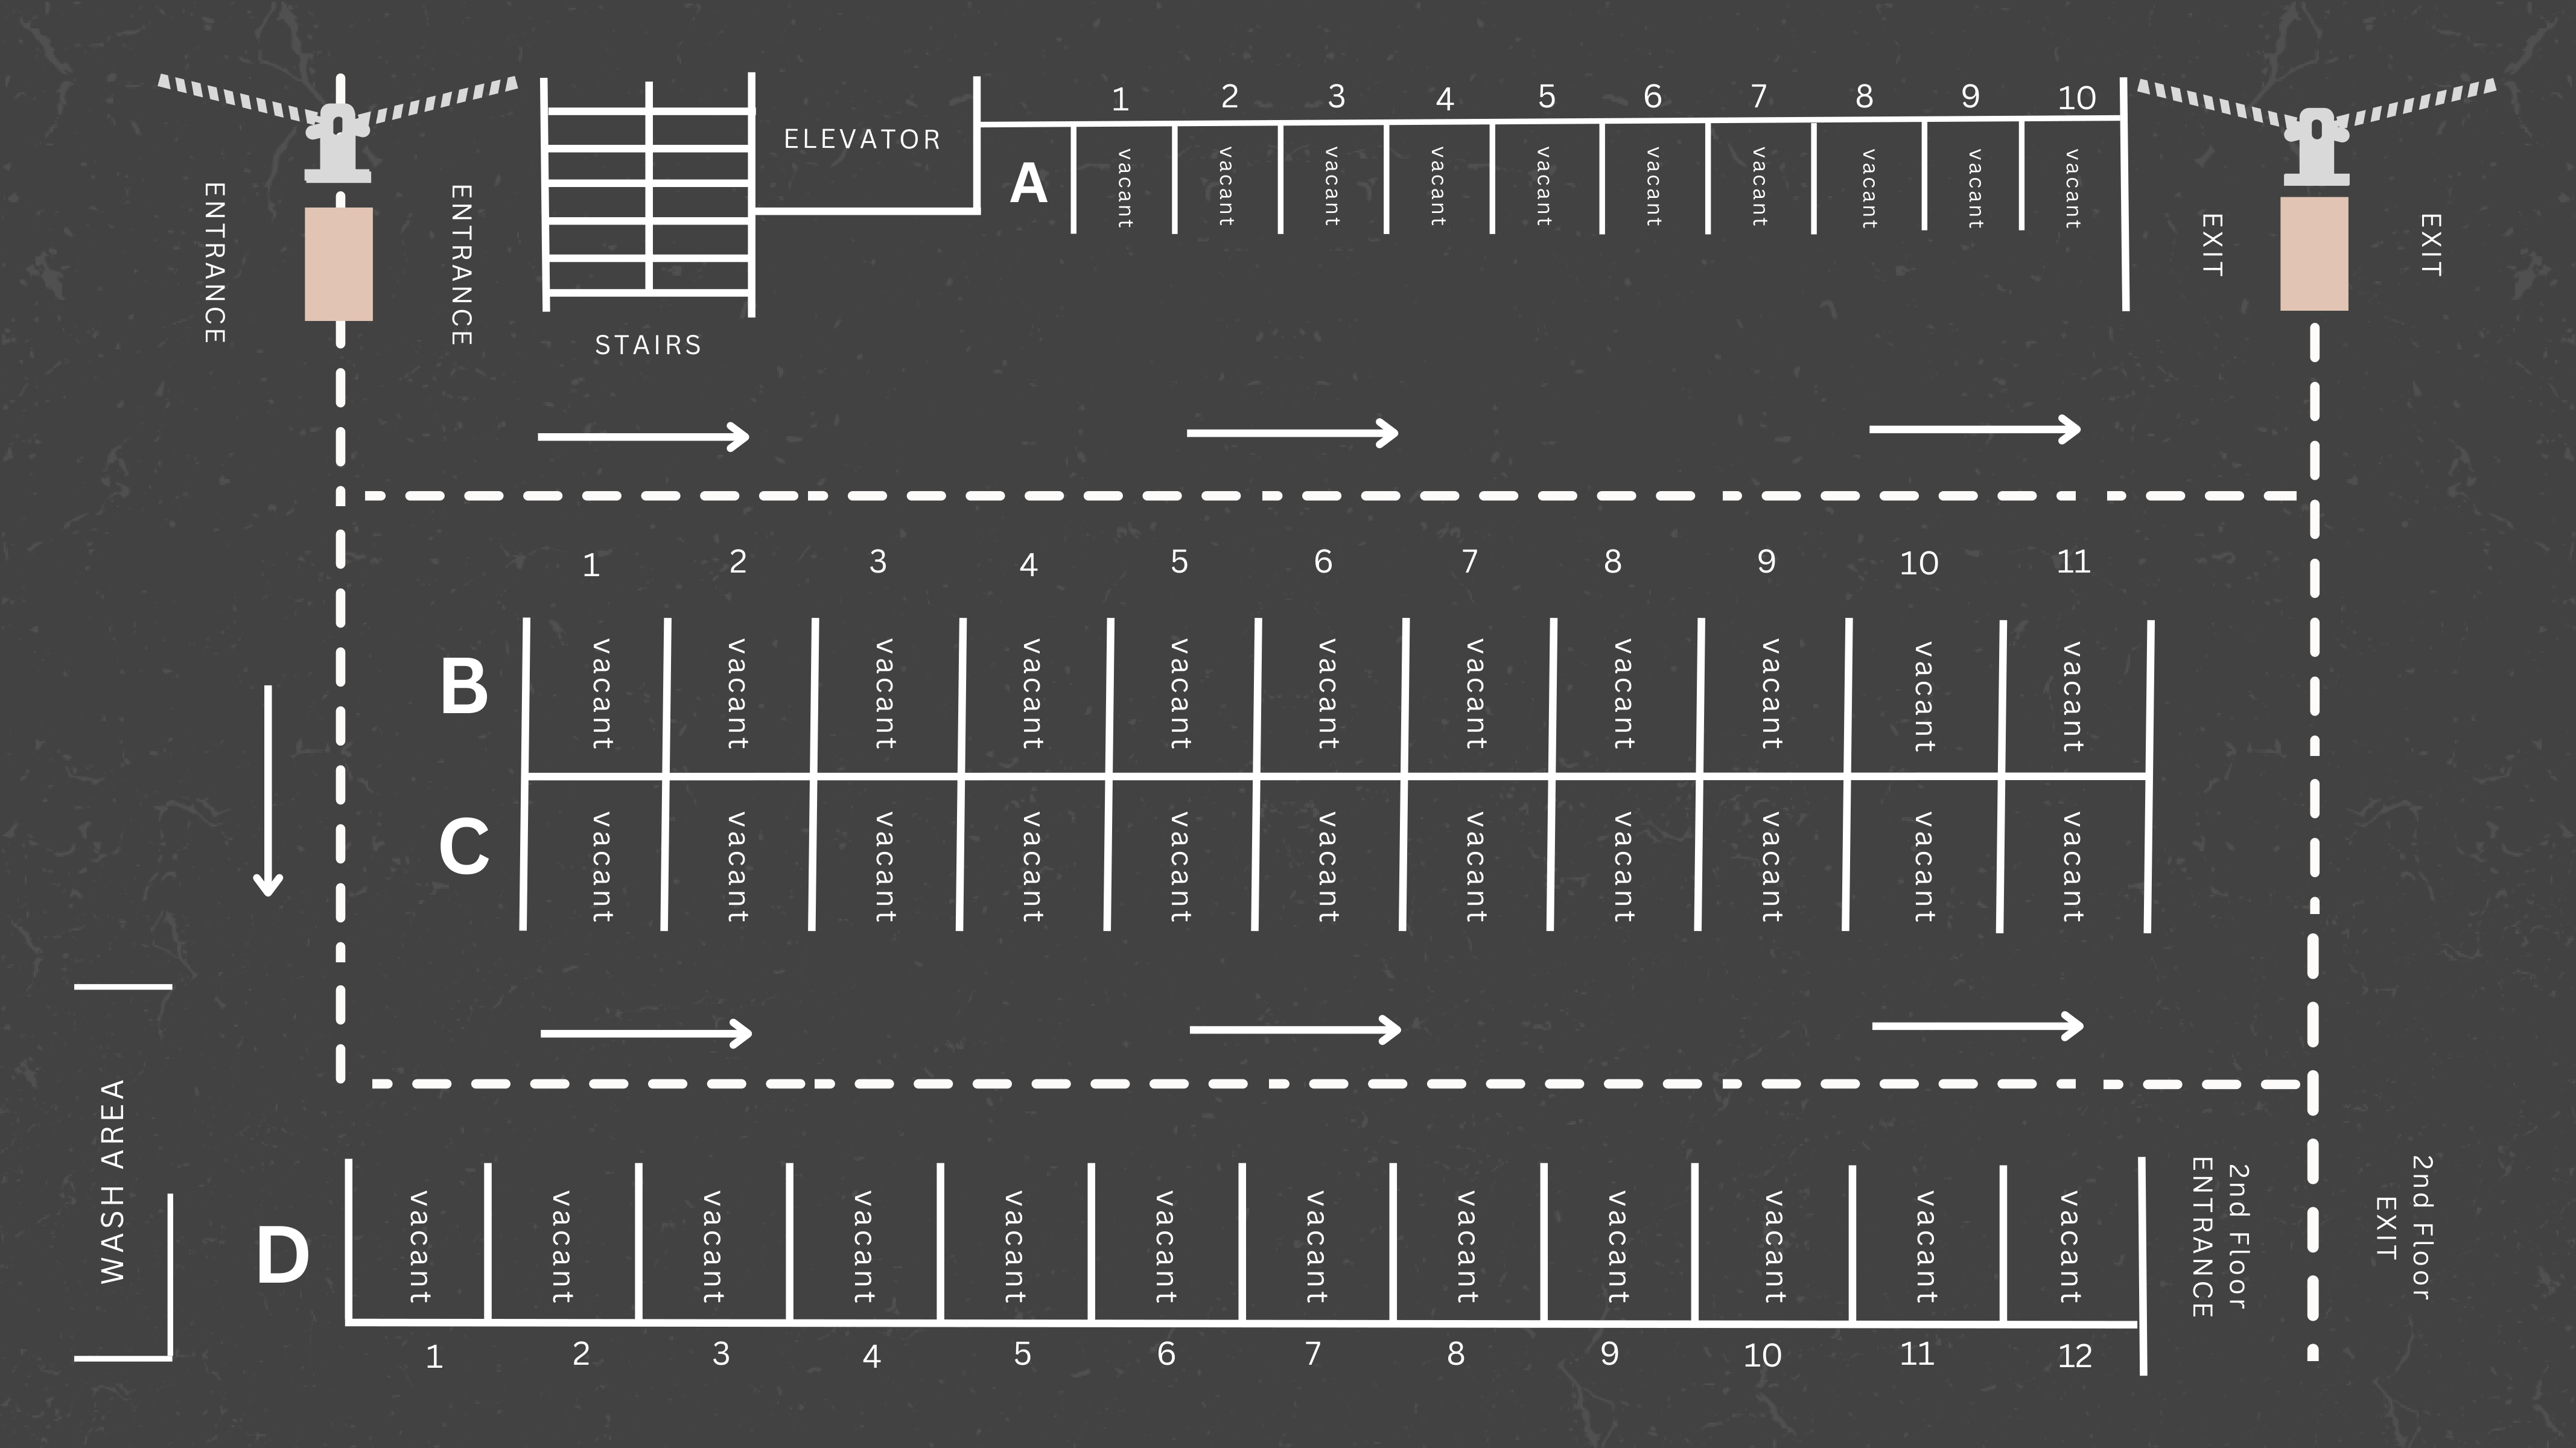 1 2 3 4 5 6 7 8 9 10
ELEVATOR
A
vacant vacant vacant vacant vacant vacant vacant vacant vacant vacant
ENTRANCE
ENTRANCE
EXIT
EXIT
STAIRS
1 2 3 4 5 6 7 8 9 10 11
B
vacant vacant vacant vacant vacant vacant vacant vacant vacant vacant vacant
C
vacant vacant vacant vacant vacant vacant vacant vacant vacant vacant vacant
WASH AREA
D
vacant vacant vacant vacant vacant vacant vacant vacant vacant vacant vacant vacant
2nd Floor
ENTRANCE
2nd Floor
EXIT
1 2 3 4 5 6 7 8 9 10 11 12